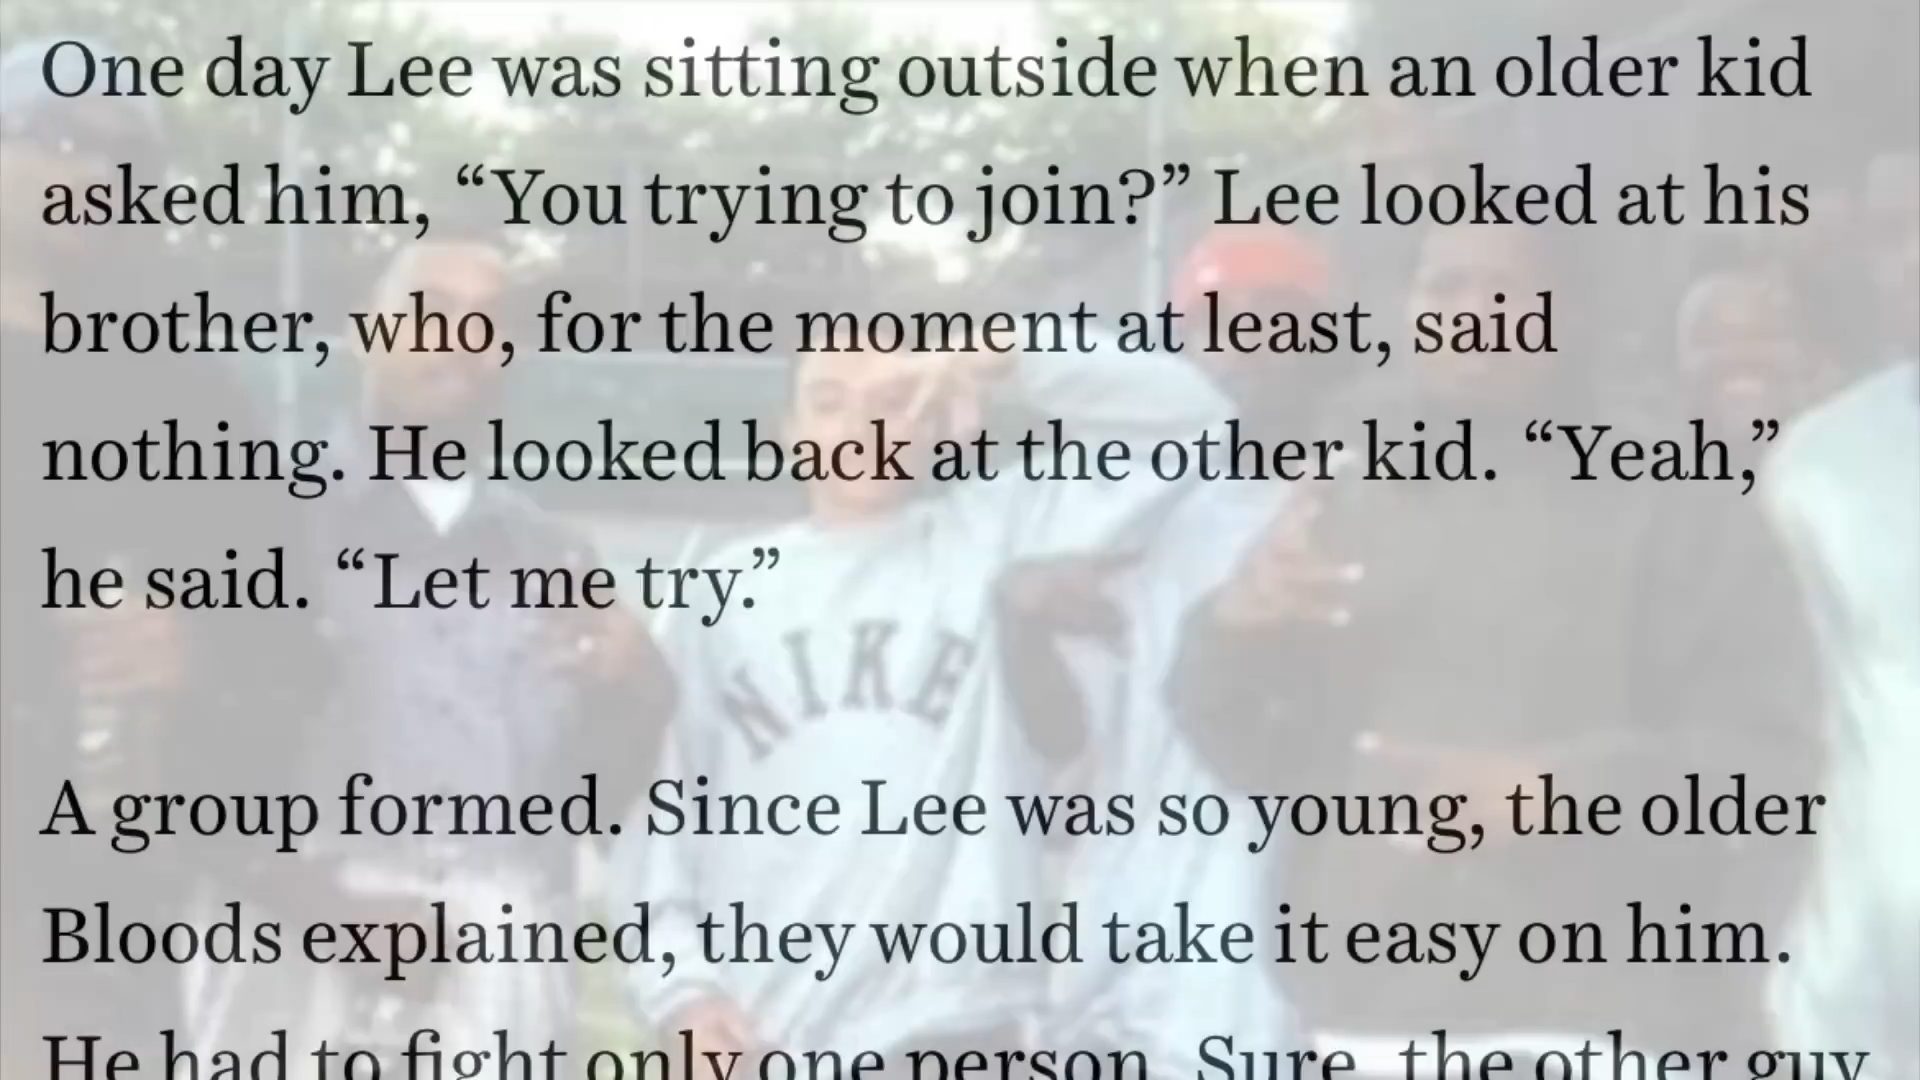 One day Lee was sitting outside when an older kid
asked him, “You trying to join?” Lee looked at his
brother, who, for the moment at least, said
nothing. He looked back at the other kid. “Yeah,”
he said. “Let me try.”
NIKE
A group formed. Since Lee was so young, the older
Bloods explained, they would take it easy on him.
He had to fight only one person. Sure, the other guy